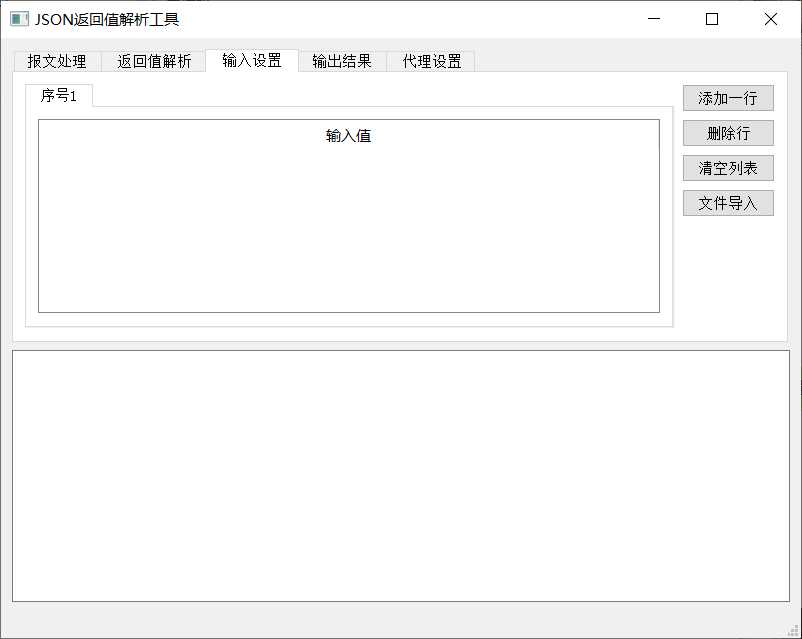 JSON返回值解析工具
报文处理 返回值解析 输入设置 输出结果 代理设置
序号1
输入值
添加一行
删除行
清空列表
文件导入